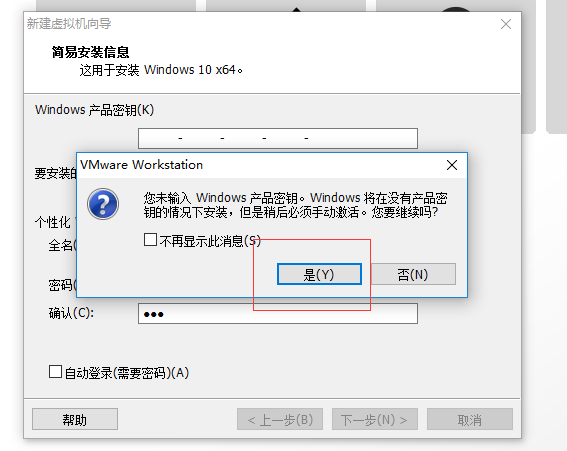 新建虚拟机向导
简易安装信息
这用于安装 Windows 10 x64。
Windows 产品密钥(K)
- - - -
要安装的
VMware Workstation
您未输入 Windows 产品密钥。Windows 将在没有产品密
钥的情况下安装，但是稍后必须手动激活。您要继续吗?
不再显示此消息(S)
是(Y) 否(N)
个性化
全名(
密码(
确认(C):
●●●
自动登录(需要密码)(A)
帮助 < 上一步(B) 下一步(N) > 取消